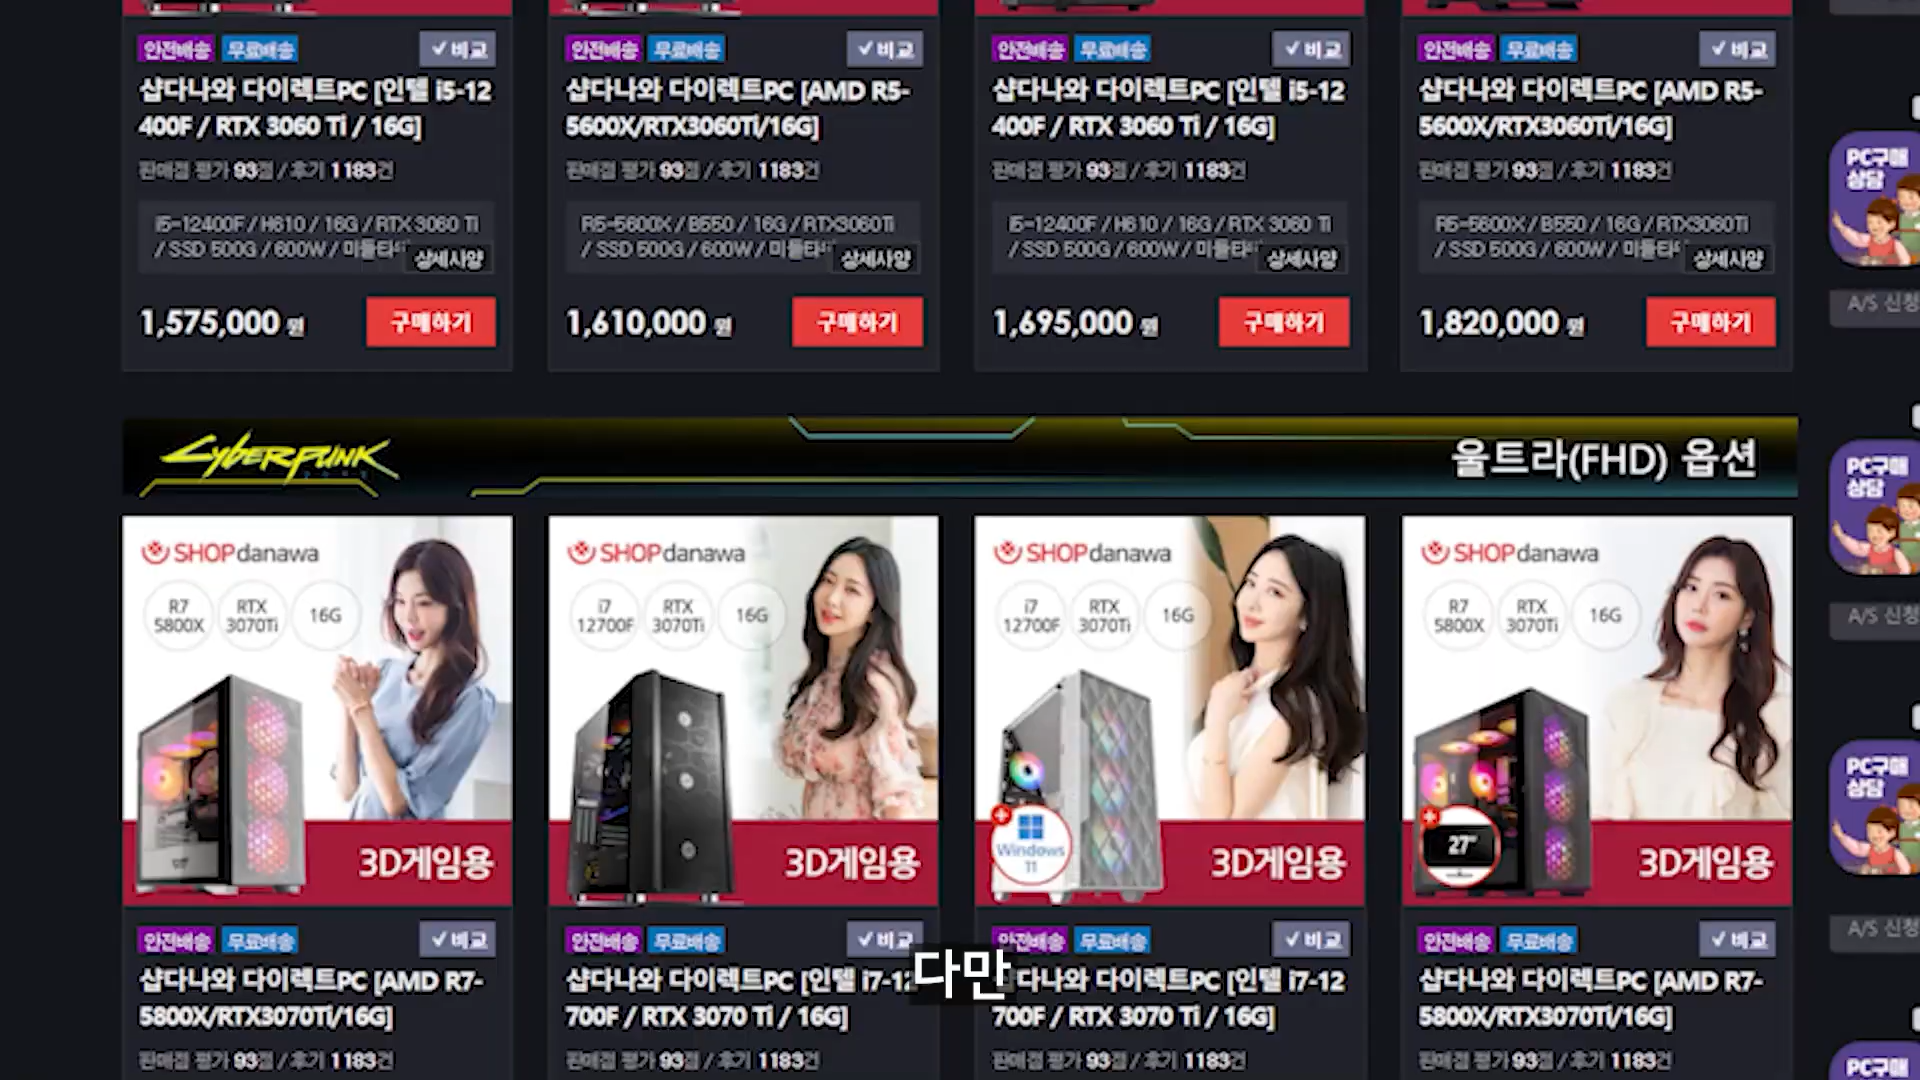 안전배송 무료배송 ✓비교
샵다나와 다이렉트PC [인텔 i5-12
400F / RTX 3060 Ti / 16G]
판매점 평가 93점 / 후기 1183건
i5-12400F / H610 / 16G / RTX 3060 Ti
/ SSD 500G / 600W / 미들타워
상세사양
1,575,000 원 구매하기
안전배송 무료배송 ✓비교
샵다나와 다이렉트PC [AMD R5-
5600X/RTX3060Ti/16G]
판매점 평가 93점 / 후기 1183건
R5-5600X / B550 / 16G / RTX3060Ti
/ SSD 500G / 600W / 미들타워
상세사양
1,610,000 원 구매하기
안전배송 무료배송 ✓비교
샵다나와 다이렉트PC [인텔 i5-12
400F / RTX 3060 Ti / 16G]
판매점 평가 93점 / 후기 1183건
i5-12400F / H610 / 16G / RTX 3060 Ti
/ SSD 500G / 600W / 미들타워
상세사양
1,695,000 원 구매하기
안전배송 무료배송 ✓비교
샵다나와 다이렉트PC [AMD R5-
5600X/RTX3060Ti/16G]
판매점 평가 93점 / 후기 1183건
R5-5600X / B550 / 16G / RTX3060Ti
/ SSD 500G / 600W / 미들타워
상세사양
1,820,000 원 구매하기
PC구매
상담
A/S 신청
CYBERPUNK
울트라(FHD) 옵션
SHOPdanawa
R7
5800X
RTX
3070Ti
16G
3D게임용
SHOPdanawa
i7
12700F
RTX
3070Ti
16G
3D게임용
SHOPdanawa
i7
12700F
RTX
3070Ti
16G
Windows
11
3D게임용
SHOPdanawa
R7
5800X
RTX
3070Ti
16G
27"
3D게임용
PC구매
상담
A/S 신청
PC구매
상담
A/S 신청
PC구매
안전배송 무료배송 ✓비교
샵다나와 다이렉트PC [AMD R7-
5800X/RTX3070Ti/16G]
판매점 평가 93점 / 후기 1183건
안전배송 무료배송 ✓비교
샵다나와 다이렉트PC [인텔 i7-12
700F / RTX 3070 Ti / 16G]
판매점 평가 93점 / 후기 1183건
안전배송 무료배송 ✓비교
샵다나와 다이렉트PC [인텔 i7-12
700F / RTX 3070 Ti / 16G]
판매점 평가 93점 / 후기 1183건
안전배송 무료배송 ✓비교
샵다나와 다이렉트PC [AMD R7-
5800X/RTX3070Ti/16G]
판매점 평가 93점 / 후기 1183건
다만